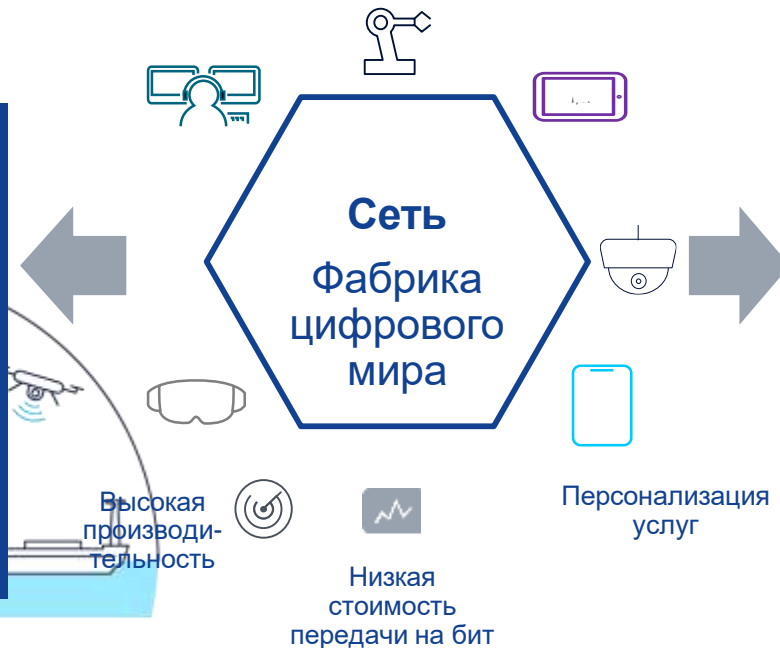 Сеть
Фабрика
цифрового
мира
Высокая
производи-
тельность
Низкая
стоимость
передачи на бит
Персонализация
услуг